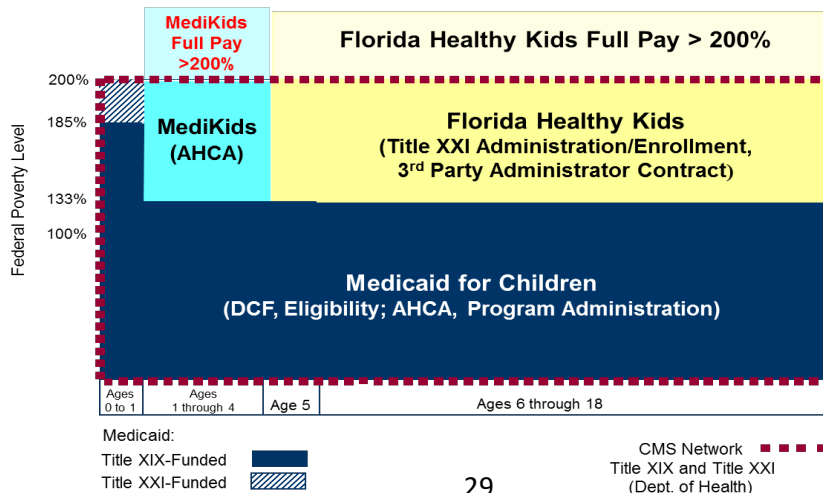 MediKids
Full Pay
>200%
Florida Healthy Kids Full Pay > 200%
200%
185%
133%
100%
Federal Poverty Level
MediKids
(AHCA)
Florida Healthy Kids
(Title XXI Administration/Enrollment,
3rd Party Administrator Contract)
Medicaid for Children
(DCF, Eligibility; AHCA, Program Administration)
Ages
0 to 1
Ages
1 through 4
Age 5
Ages 6 through 18
Medicaid:
Title XIX-Funded
Title XXI-Funded
29
CMS Network
Title XIX and Title XXI
(Dept. of Health)